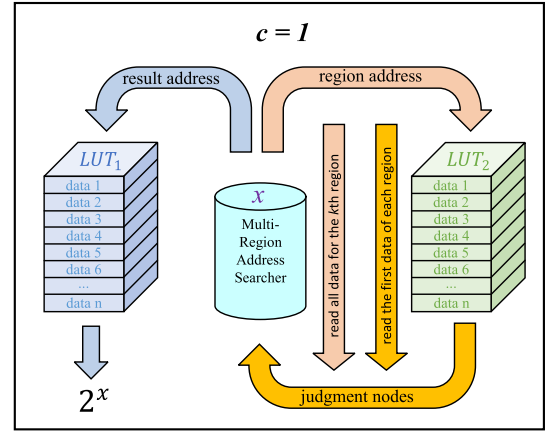 c = 1
result address
region address
LUT₁
data 1
data 2
data 3
data 4
data 5
data 6
...
data n
2ˣ
x
Multi-
Region
Address
Searcher
read all data for the kth region
read the first data of each region
LUT₂
data 1
data 2
data 3
data 4
data 5
data 6
...
data n
judgment nodes